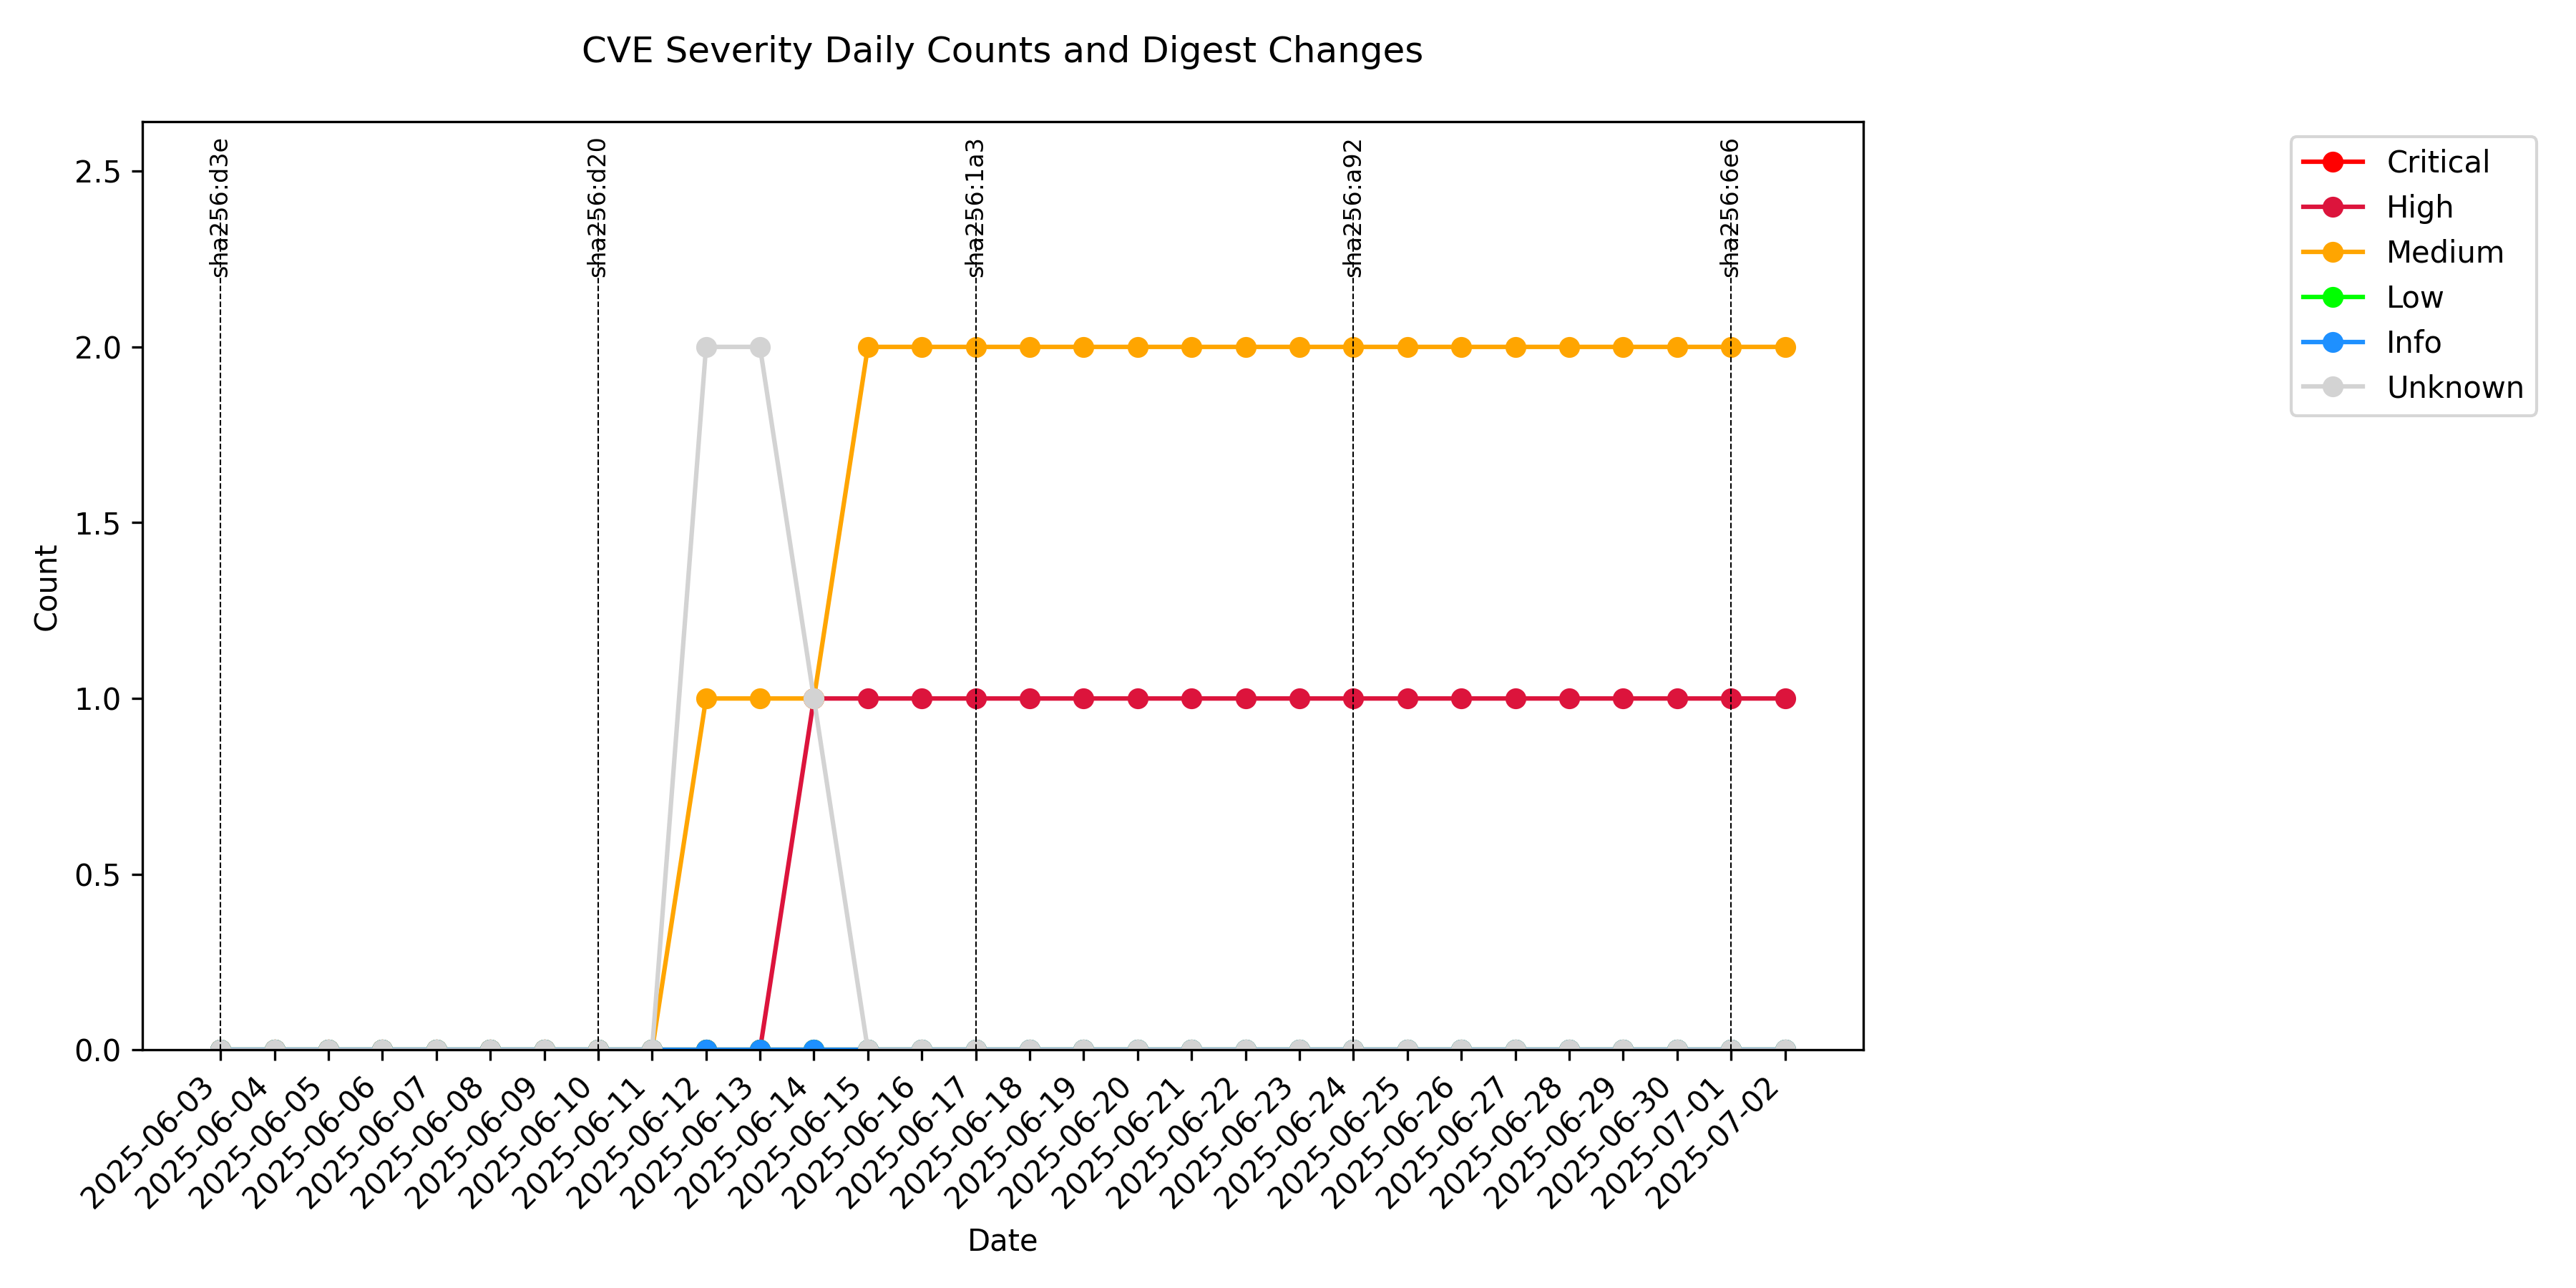 CVE Severity Daily Counts and Digest Changes
sha256:d3e
sha256:d20
sha256:1a3
sha256:a92
sha256:6e6
Critical
High
Medium
Low
Info
Unknown
Count
2.5
2.0
1.5
1.0
0.5
0.0
2025-06-03
2025-06-04
2025-06-05
2025-06-06
2025-06-07
2025-06-08
2025-06-09
2025-06-10
2025-06-11
2025-06-12
2025-06-13
2025-06-14
2025-06-15
2025-06-16
2025-06-17
2025-06-18
2025-06-19
2025-06-20
2025-06-21
2025-06-22
2025-06-23
2025-06-24
2025-06-25
2025-06-26
2025-06-27
2025-06-28
2025-06-29
2025-06-30
2025-07-01
2025-07-02
Date